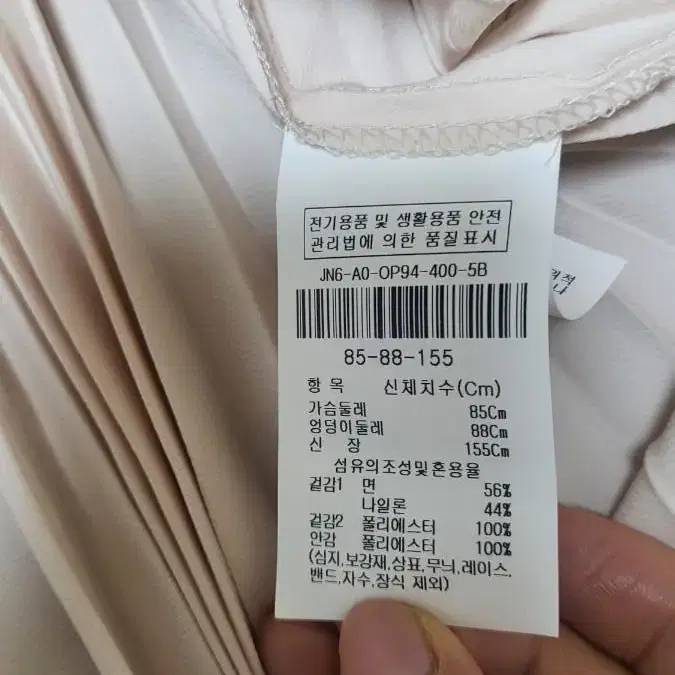 전기용품 및 생활용품 안전
관리법에 의한 품질표시
JN6-A0-OP94-400-5B
85-88-155
항 목 신체치수(Cm)
가슴둘레 85Cm
엉덩이둘레 88Cm
신 장 155Cm
섬유의조성및혼용율
겉감1 면 56%
나일론 44%
겉감2 폴리에스터 100%
안감 폴리에스터 100%
(심지,보강재,상표,무늬,레이스,
밴드,자수,장식 제외)